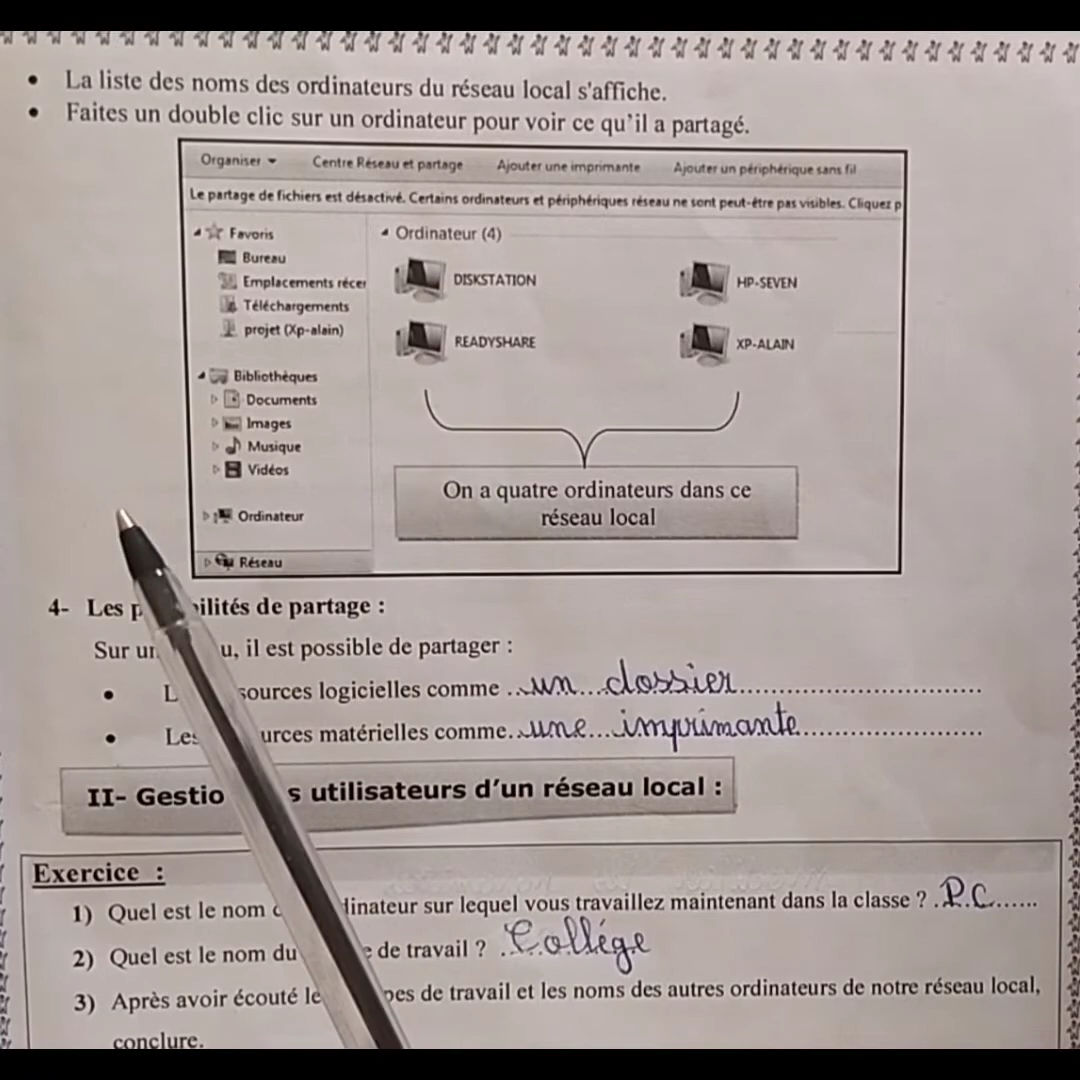 La liste des noms des ordinateurs du réseau local s'affiche.
Faites un double clic sur un ordinateur pour voir ce qu'il a partagé.
Organiser Centre Réseau et partage Ajouter une imprimante Ajouter un périphérique sans fil
Le partage de fichiers est désactivé. Certains ordinateurs et périphériques réseau ne sont peut-être pas visibles. Cliquez p
Favoris
Bureau
Emplacements récer
Téléchargements
projet (Xp-alain)
Bibliothèques
Documents
Images
Musique
Vidéos
Ordinateur
Réseau
Ordinateur (4)
DISKSTATION HP-SEVEN
READYSHARE XP-ALAIN
On a quatre ordinateurs dans ce
réseau local
4- Les p ilités de partage :
Sur un u, il est possible de partager :
L sources logicielles comme ...un...dossier...
Les urces matérielles comme...une...imprimante...
II- Gestio s utilisateurs d'un réseau local :
Exercice :
1) Quel est le nom dinateur sur lequel vous travaillez maintenant dans la classe ? .P.C......
2) Quel est le nom du e de travail ? .Collége
3) Après avoir écouté le pes de travail et les noms des autres ordinateurs de notre réseau local,
conclure.